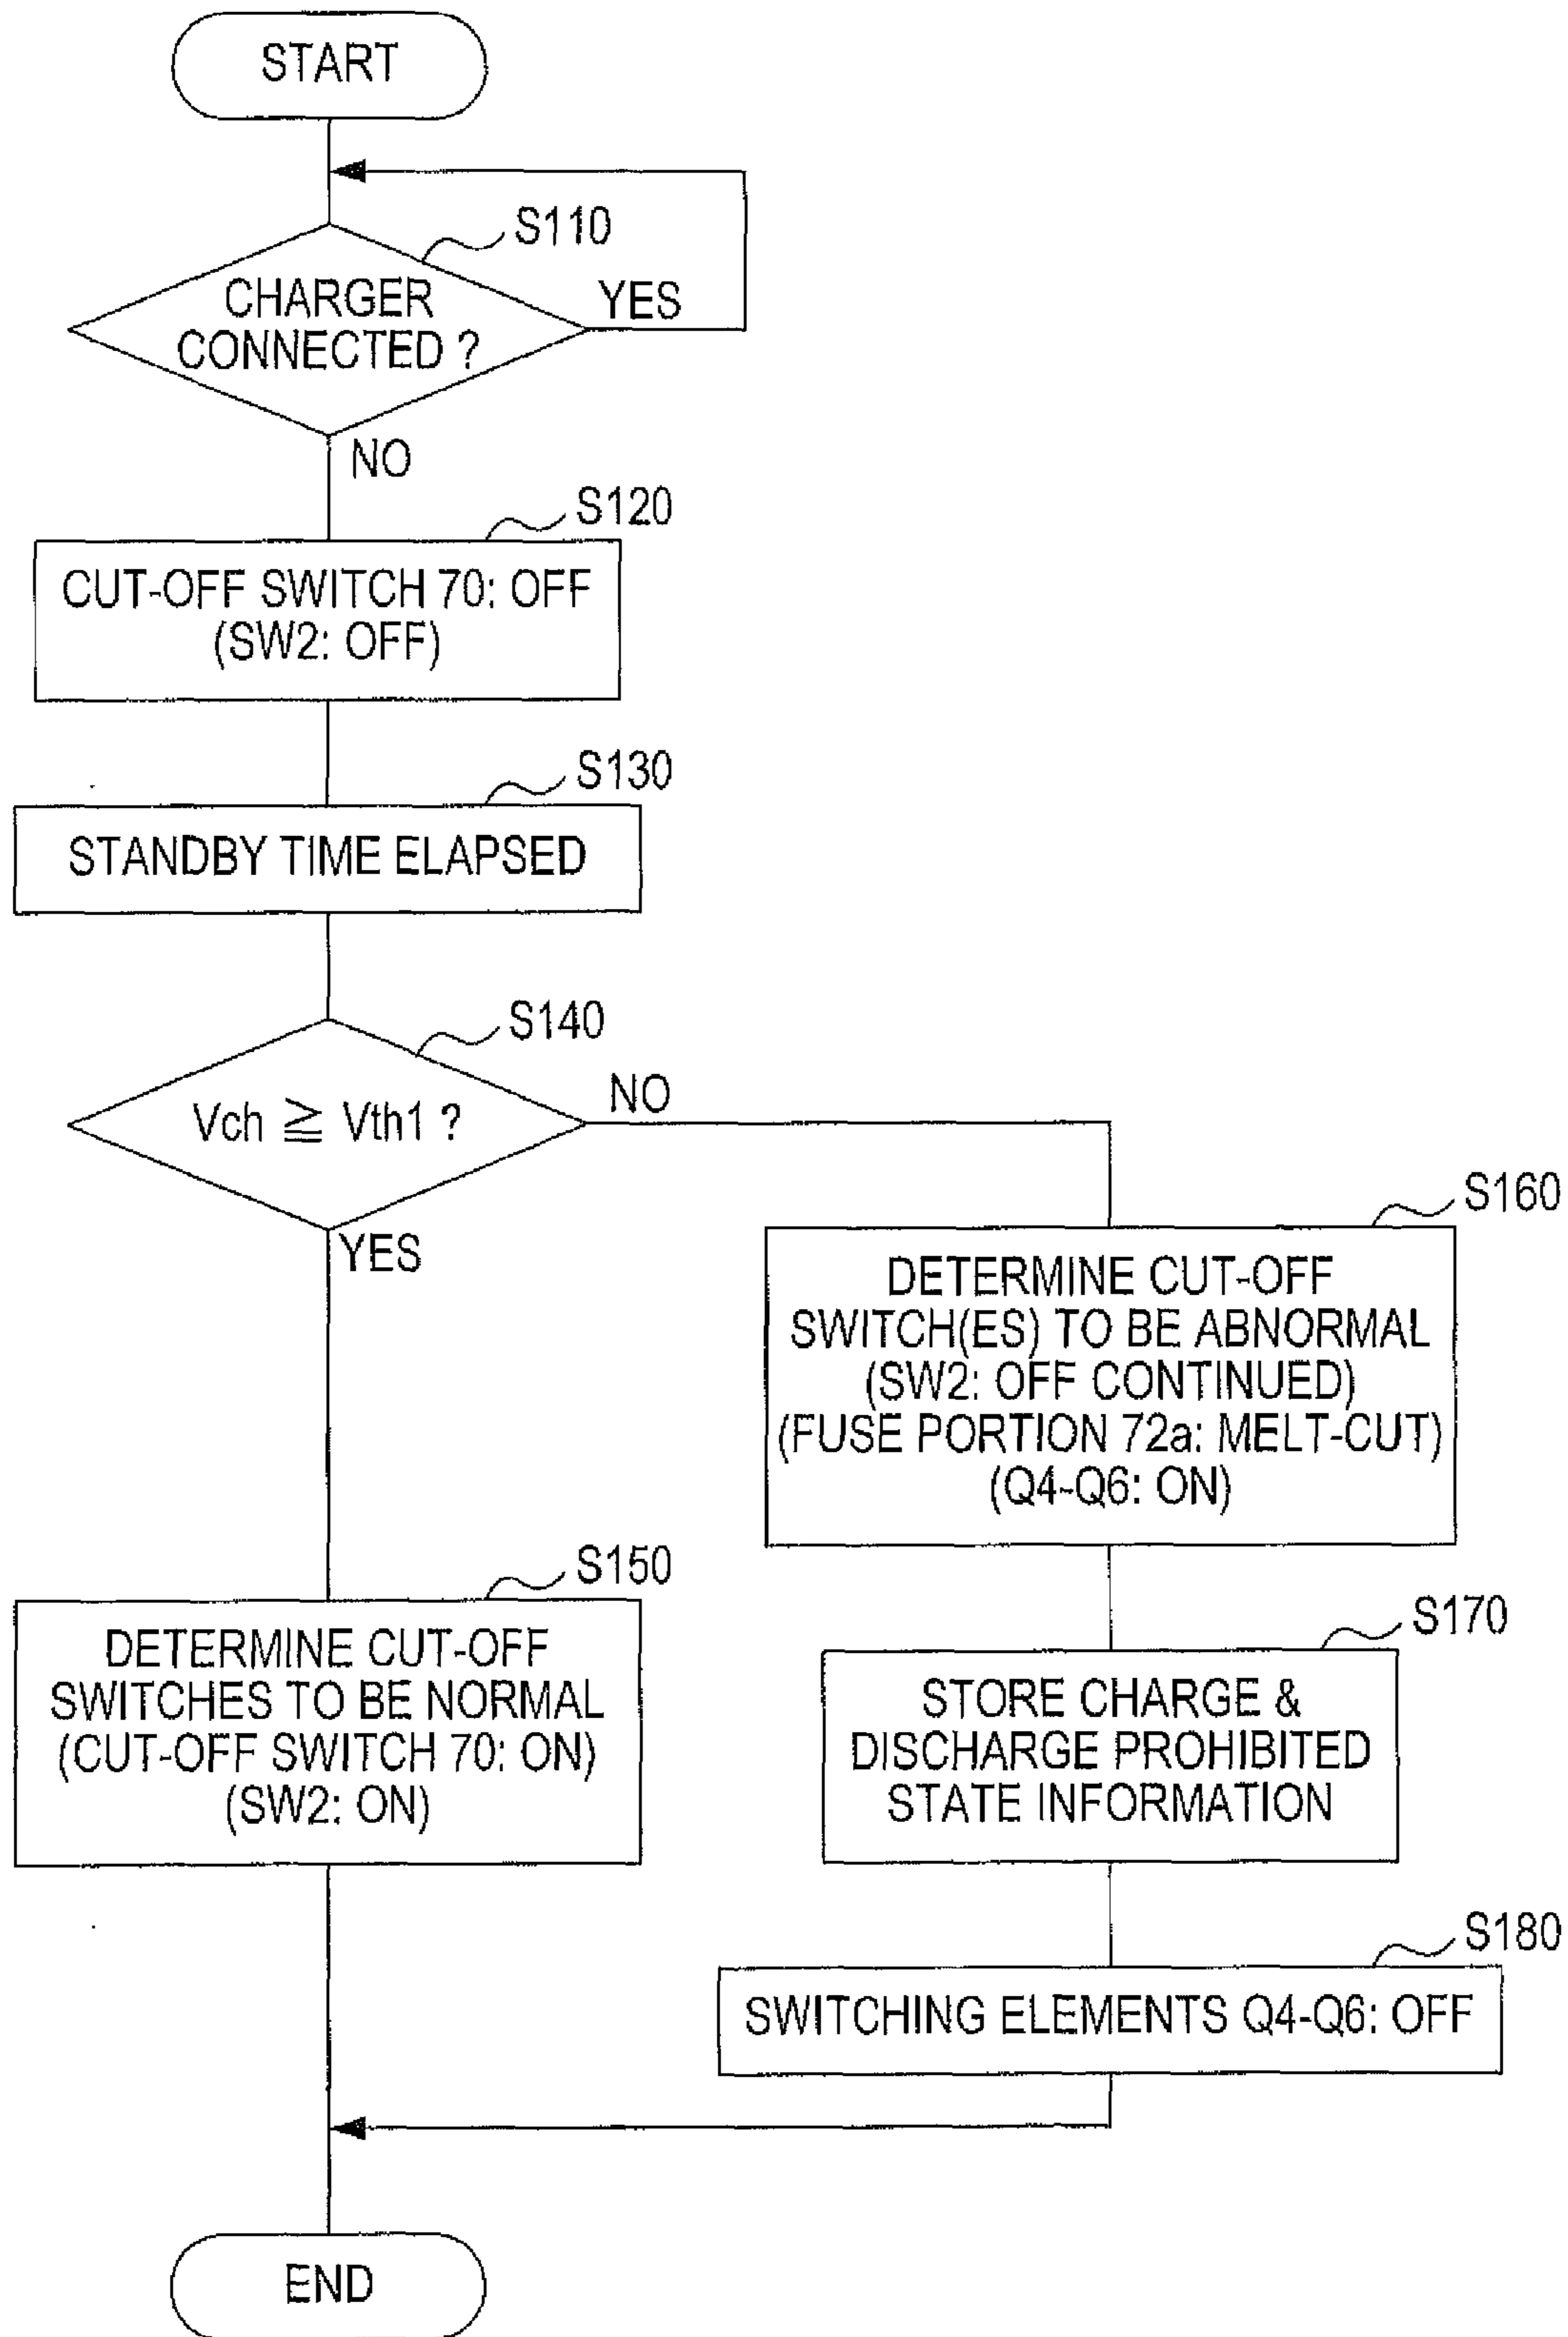 START
S110
CHARGER
CONNECTED ?
YES
NO
S120
CUT-OFF SWITCH 70: OFF
(SW2: OFF)
S130
STANDBY TIME ELAPSED
S140
Vch ≧ Vth1 ?
NO
YES
S160
DETERMINE CUT-OFF
SWITCH(ES) TO BE ABNORMAL
(SW2: OFF CONTINUED)
(FUSE PORTION 72a: MELT-CUT)
(Q4-Q6: ON)
S150
DETERMINE CUT-OFF
SWITCHES TO BE NORMAL
(CUT-OFF SWITCH 70: ON)
(SW2: ON)
S170
STORE CHARGE &
DISCHARGE PROHIBITED
STATE INFORMATION
S180
SWITCHING ELEMENTS Q4-Q6: OFF
END